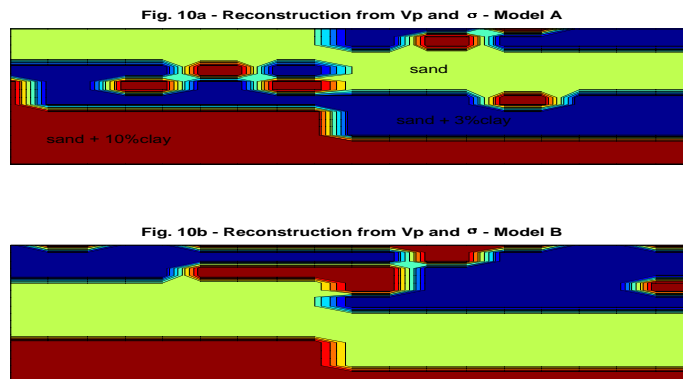 Fig. 10a - Reconstruction from Vp and σ - Model A
sand
sand + 3%clay
sand + 10%clay
Fig. 10b - Reconstruction from Vp and σ - Model B